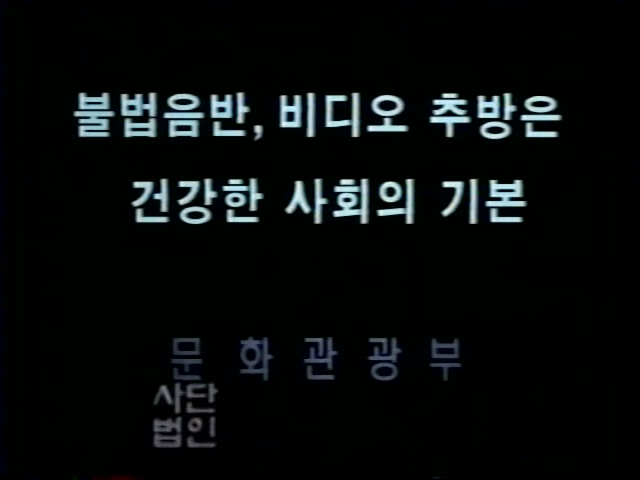 불법음반, 비디오 추방은
건강한 사회의 기본
문화관광부
사단
법인